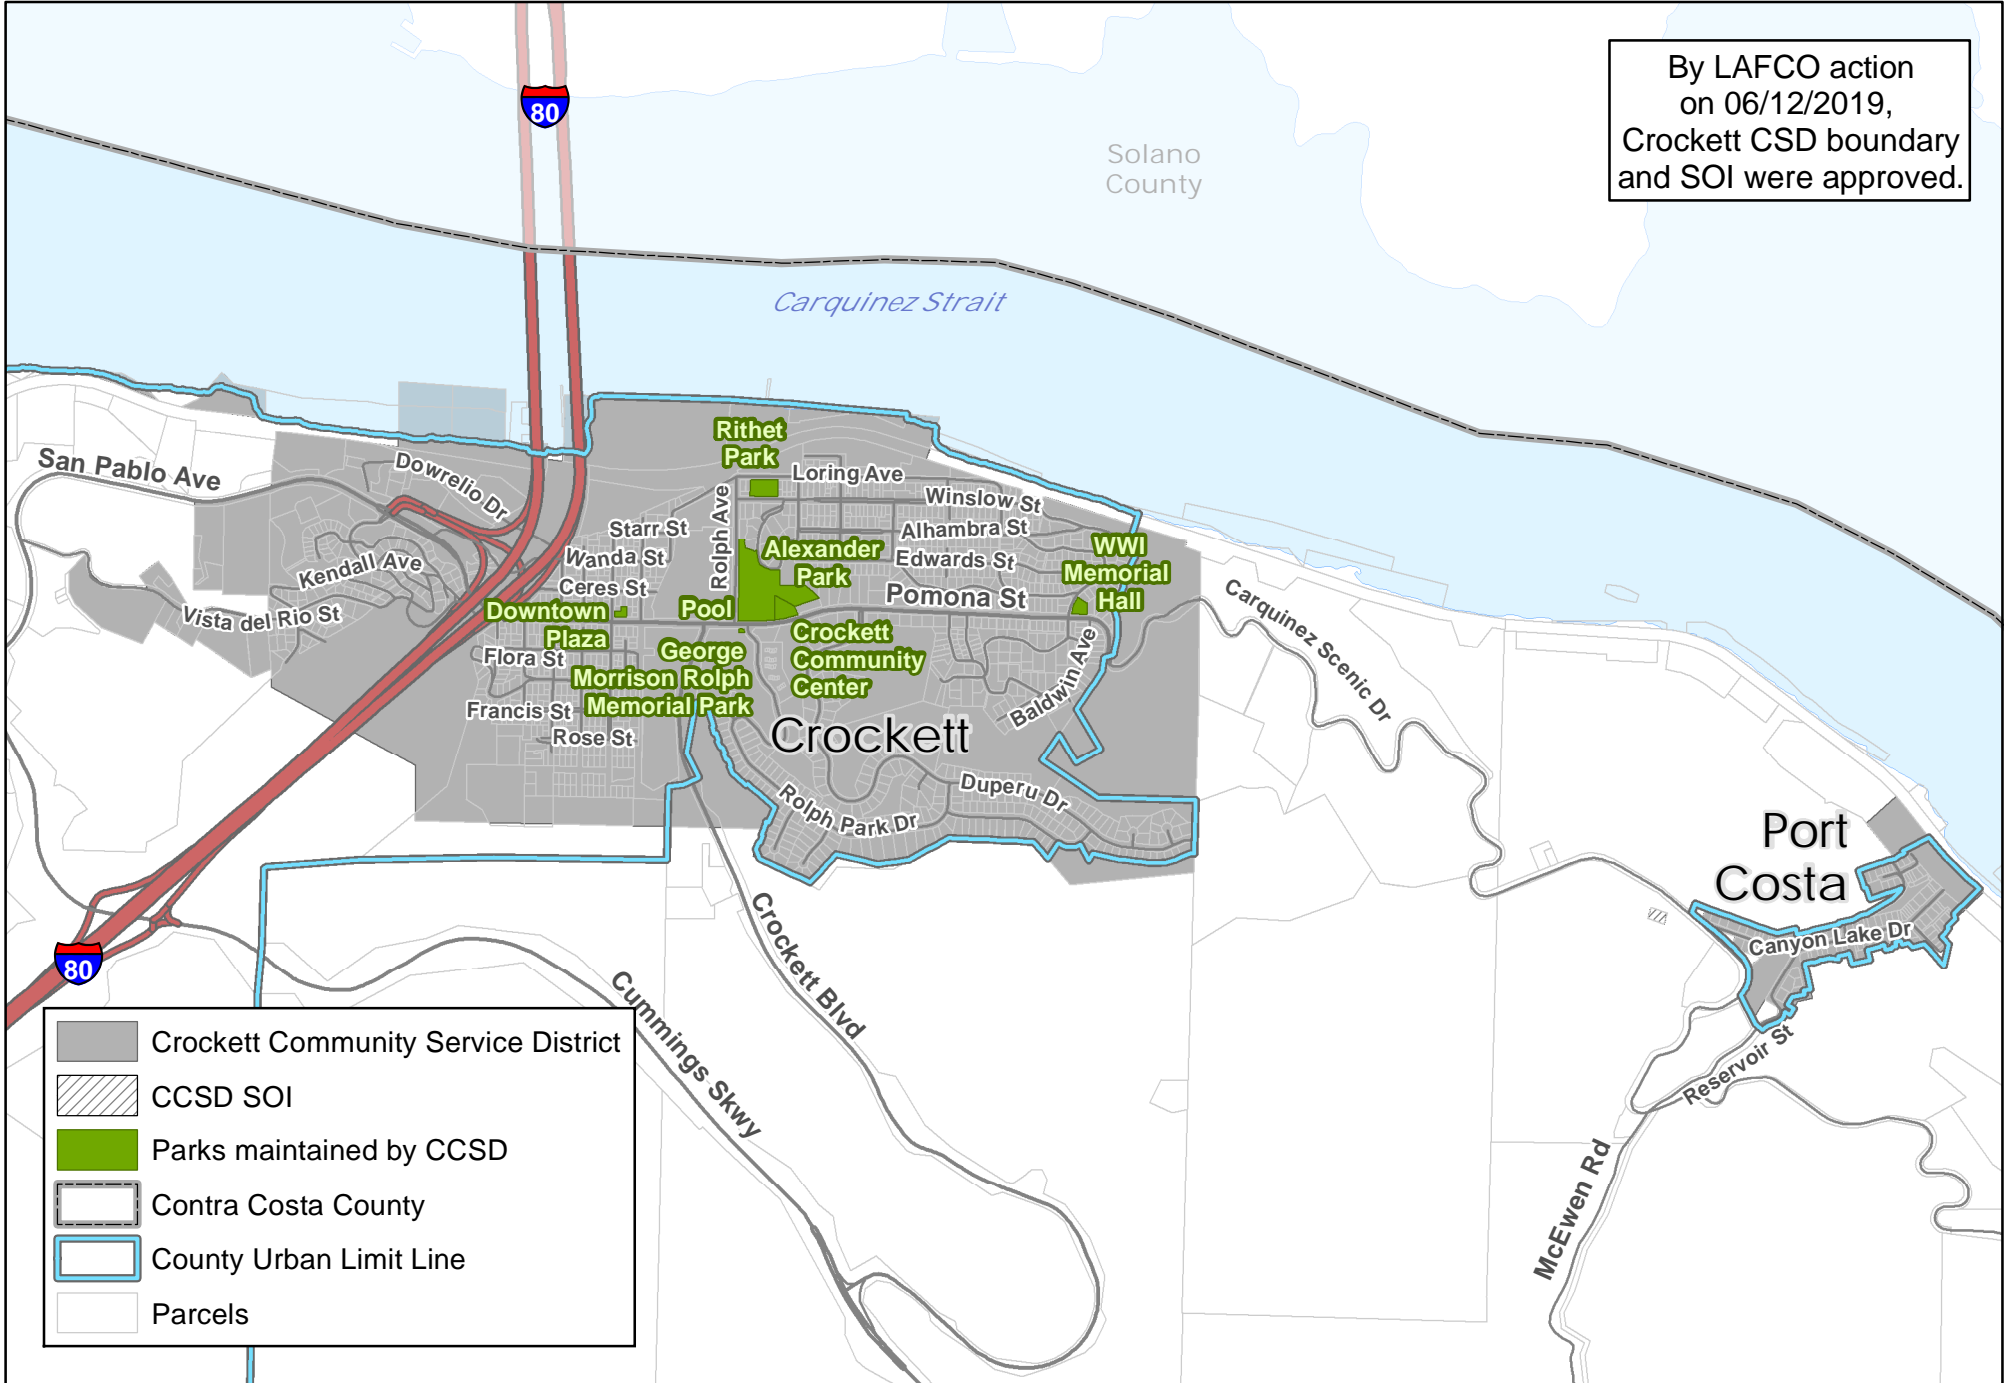 80
By LAFCO action
on 06/12/2019,
Crockett CSD boundary
and SOI were approved.
Solano
County
Carquinez Strait
San Pablo Ave
Dowrelio Dr
Kendall Ave
Vista del Rio St
Rithet
Park
Loring Ave
Winslow St
Rolph Ave
Starr St
Alhambra St
Wanda St
Alexander
Park
Edwards St
WWI
Memorial
Hall
Ceres St
Pomona St
Downtown
Plaza
Pool
Crockett
Community
Center
George
Morrison Rolph
Memorial Park
Flora St
Francis St
Rose St
Baldwin Ave
Carquinez Scenic Dr
Crockett
Duperu Dr
Rolph Park Dr
Port
Costa
Canyon Lake Dr
Reservoir St
McEwen Rd
Crockett Blvd
Cummings Skwy
80
Crockett Community Service District
CCSD SOI
Parks maintained by CCSD
Contra Costa County
County Urban Limit Line
Parcels